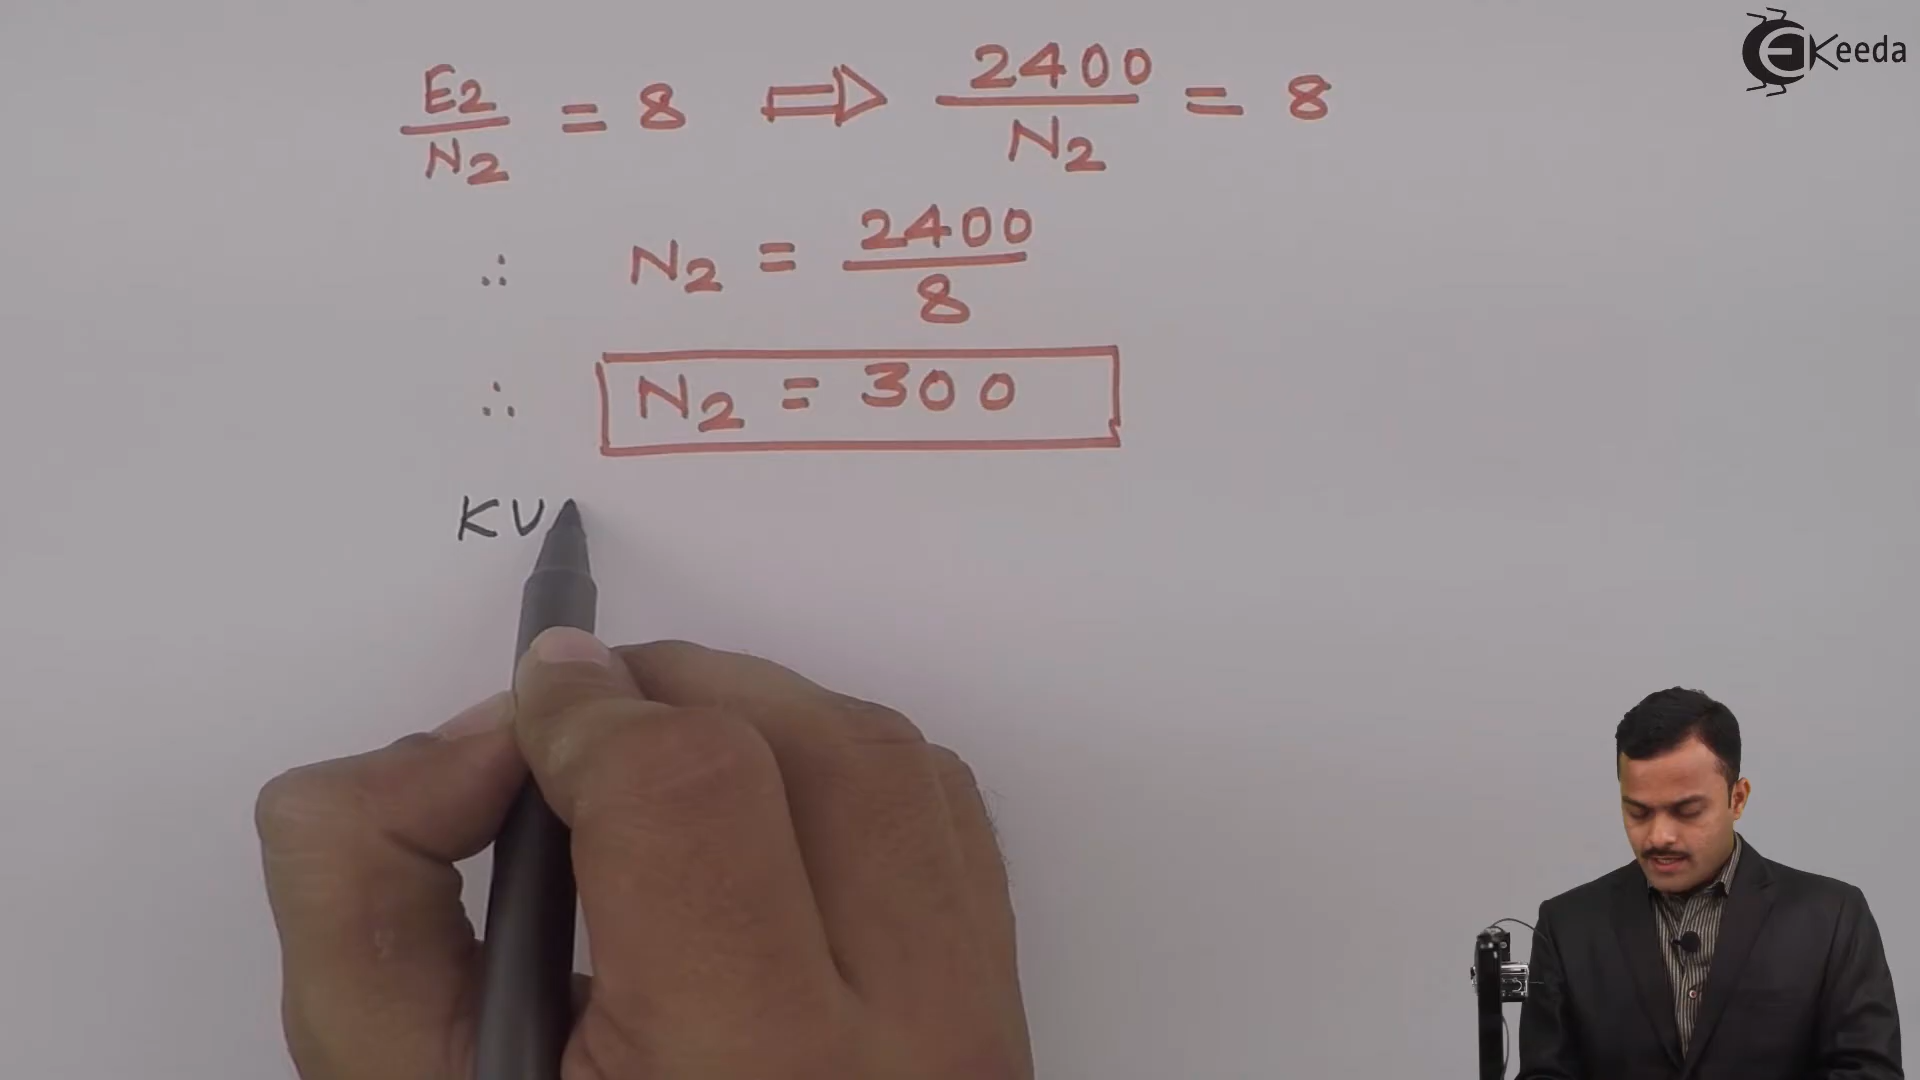 EKeeda
E2/N2 = 8 ⇒ 2400/N2 = 8
∴ N2 = 2400/8
∴ N2 = 300
KV